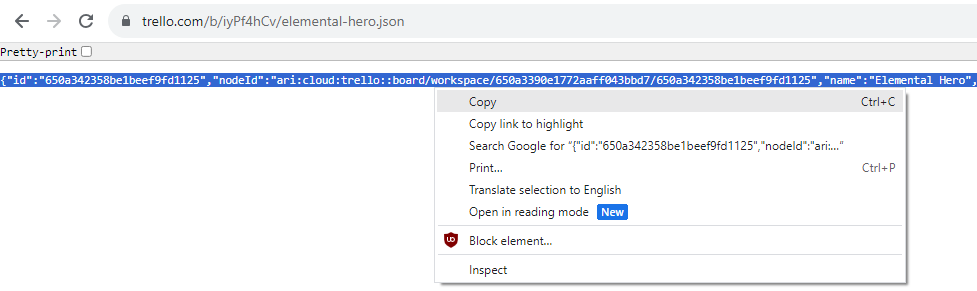 trello.com/b/iyPf4hCv/elemental-hero.json
Pretty-print
{"id":"650a342358be1beef9fd1125","nodeId":"ari:cloud:trello::board/workspace/650a3390e1772aaff043bbd7/650a342358be1beef9fd1125","name":"Elemental Hero",
Copy Ctrl+C
Copy link to highlight
Search Google for “{"id":"650a342358be1beef9fd1125","nodeId":"ari:...”
Print... Ctrl+P
Translate selection to English
Open in reading mode New
Block element...
Inspect